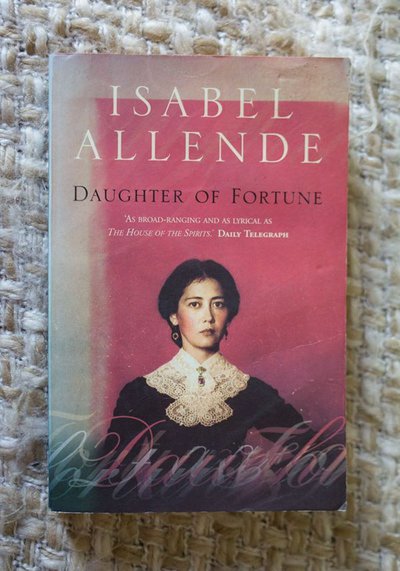 ISABEL
ALLENDE
DAUGHTER OF FORTUNE
'AS BROAD-RANGING AND AS LYRICAL AS
THE HOUSE OF THE SPIRITS.' DAILY TELEGRAPH